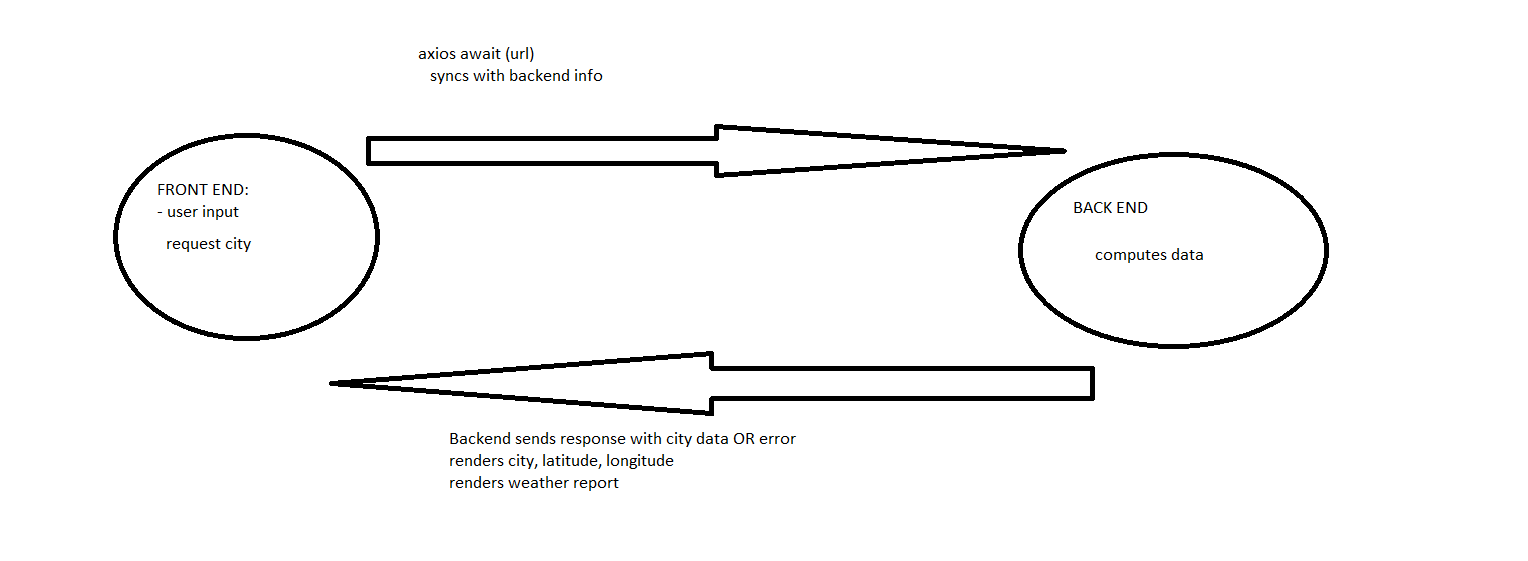 axios await (url)
syncs with backend info
FRONT END:
- user input
request city
BACK END
computes data
Backend sends response with city data OR error
renders city, latitude, longitude
renders weather report